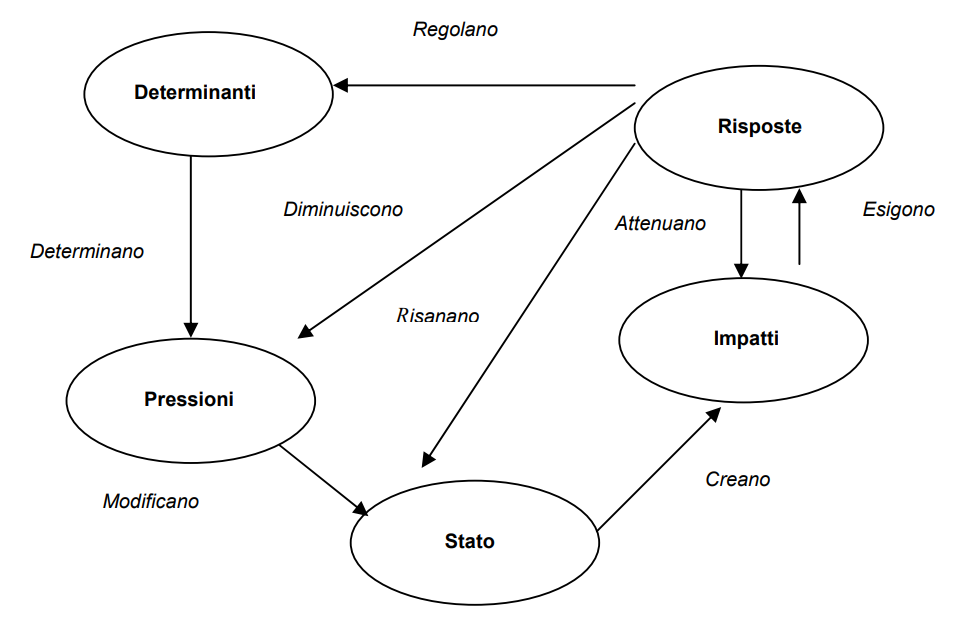 Regolano
Determinanti
Risposte
Diminuiscono
Attenuano
Esigono
Determinano
Risanano
Impatti
Pressioni
Creano
Modificano
Stato